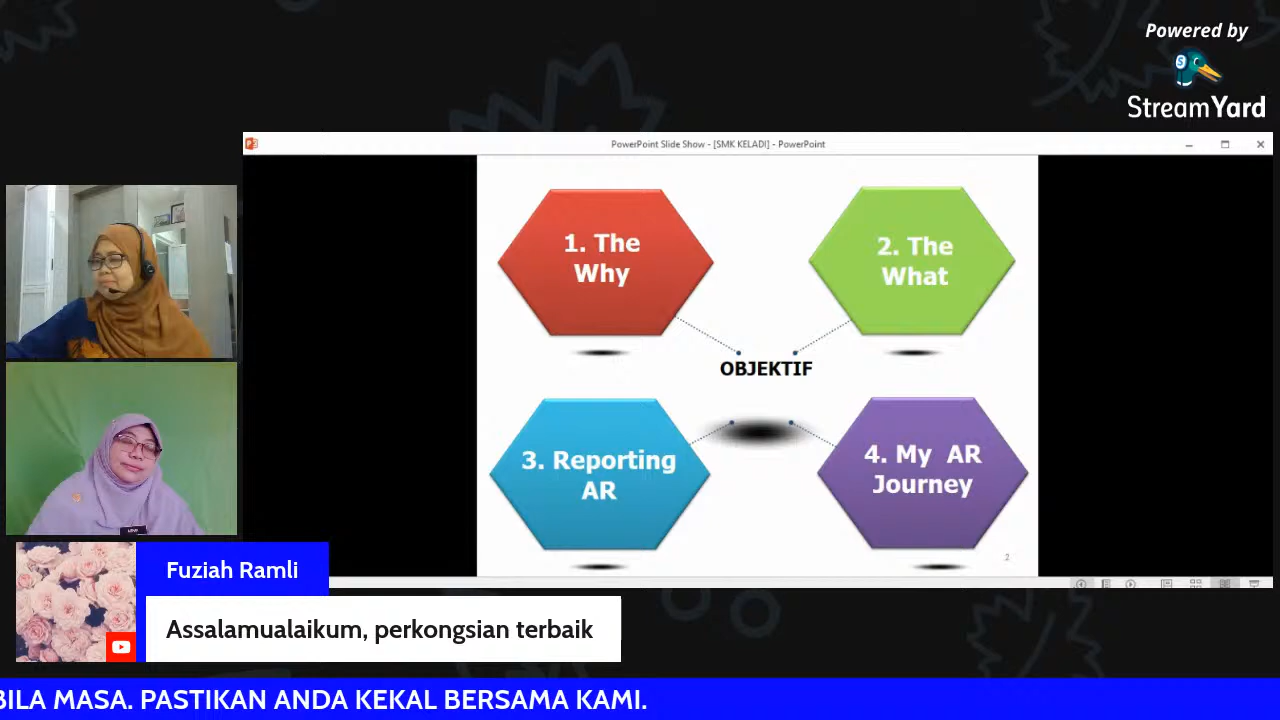 Powered by
StreamYard
PowerPoint Slide Show - [SMK KELADI] - PowerPoint
1. The
Why
2. The
What
OBJEKTIF
3. Reporting
AR
4. My AR
Journey
2
Fuziah Ramli
Assalamualaikum, perkongsian terbaik
BILA MASA. PASTIKAN ANDA KEKAL BERSAMA KAMI.